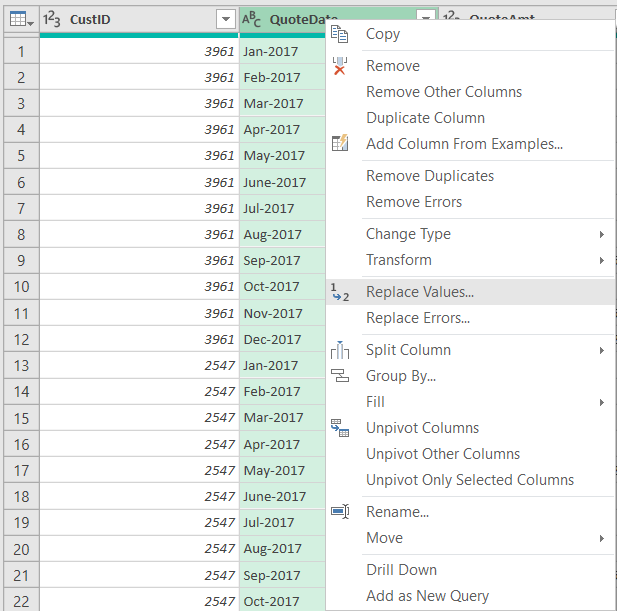 1²3 CustID ABC QuoteDate 1²3 QuoteAmt
1 3961 Jan-2017
2 3961 Feb-2017
3 3961 Mar-2017
4 3961 Apr-2017
5 3961 May-2017
6 3961 June-2017
7 3961 Jul-2017
8 3961 Aug-2017
9 3961 Sep-2017
10 3961 Oct-2017
11 3961 Nov-2017
12 3961 Dec-2017
13 2547 Jan-2017
14 2547 Feb-2017
15 2547 Mar-2017
16 2547 Apr-2017
17 2547 May-2017
18 2547 June-2017
19 2547 Jul-2017
20 2547 Aug-2017
21 2547 Sep-2017
22 2547 Oct-2017
Copy
Remove
Remove Other Columns
Duplicate Column
Add Column From Examples...
Remove Duplicates
Remove Errors
Change Type
Transform
1 2 Replace Values...
Replace Errors...
Split Column
Group By...
Fill
Unpivot Columns
Unpivot Other Columns
Unpivot Only Selected Columns
Rename...
Move
Drill Down
Add as New Query